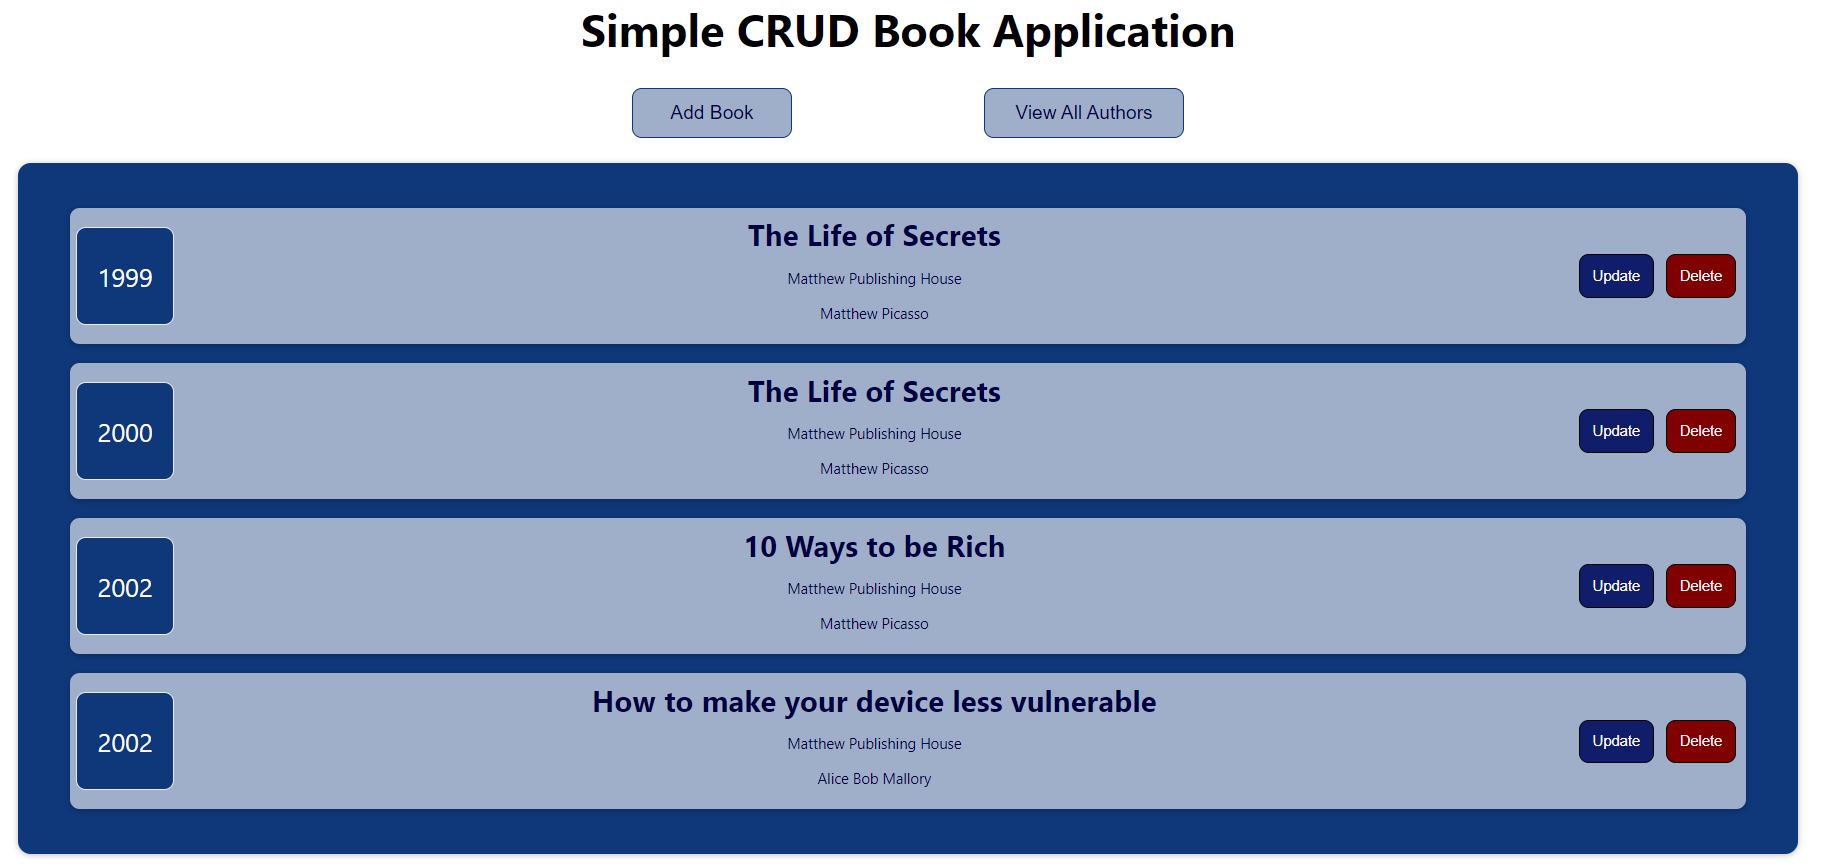 Simple CRUD Book Application
Add Book
View All Authors
1999
The Life of Secrets
Matthew Publishing House
Matthew Picasso
Update
Delete
2000
The Life of Secrets
Matthew Publishing House
Matthew Picasso
Update
Delete
2002
10 Ways to be Rich
Matthew Publishing House
Matthew Picasso
Update
Delete
2002
How to make your device less vulnerable
Matthew Publishing House
Alice Bob Mallory
Update
Delete